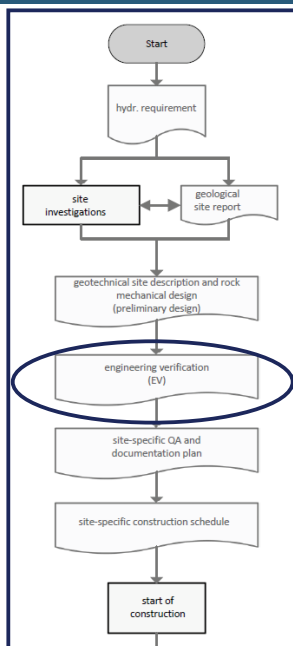 Start
hydr. requirement
site
investigations
geological
site report
geotechnical site description and rock
mechanical design
(preliminary design)
engineering verification
(EV)
site-specific QA and
documentation plan
site-specific construction schedule
start of
construction